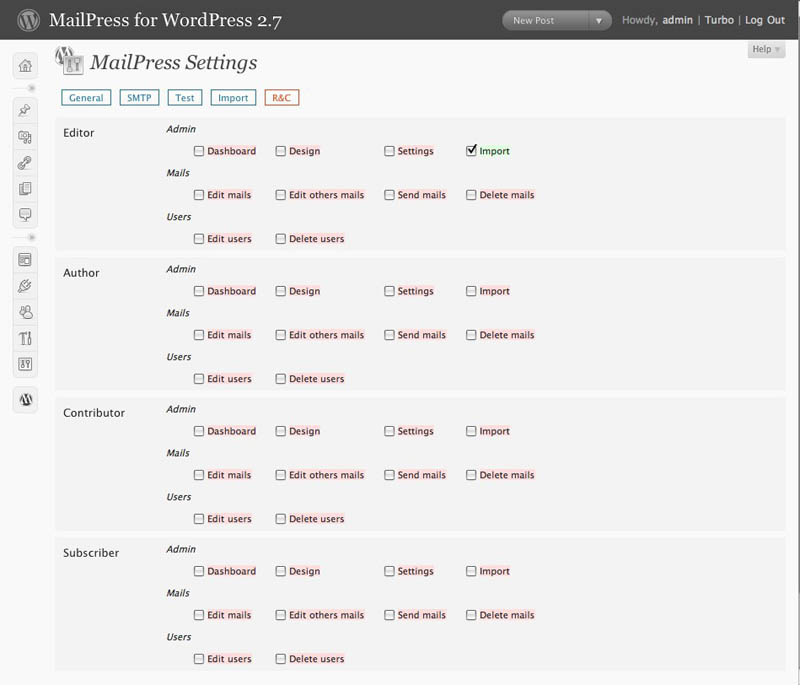 MailPress for WordPress 2.7
New Post
Howdy, admin | Turbo | Log Out
Help
MailPress Settings
General SMTP Test Import R&C
Editor
Admin
Dashboard Design Settings Import
Mails
Edit mails Edit others mails Send mails Delete mails
Users
Edit users Delete users
Author
Admin
Dashboard Design Settings Import
Mails
Edit mails Edit others mails Send mails Delete mails
Users
Edit users Delete users
Contributor
Admin
Dashboard Design Settings Import
Mails
Edit mails Edit others mails Send mails Delete mails
Users
Edit users Delete users
Subscriber
Admin
Dashboard Design Settings Import
Mails
Edit mails Edit others mails Send mails Delete mails
Users
Edit users Delete users